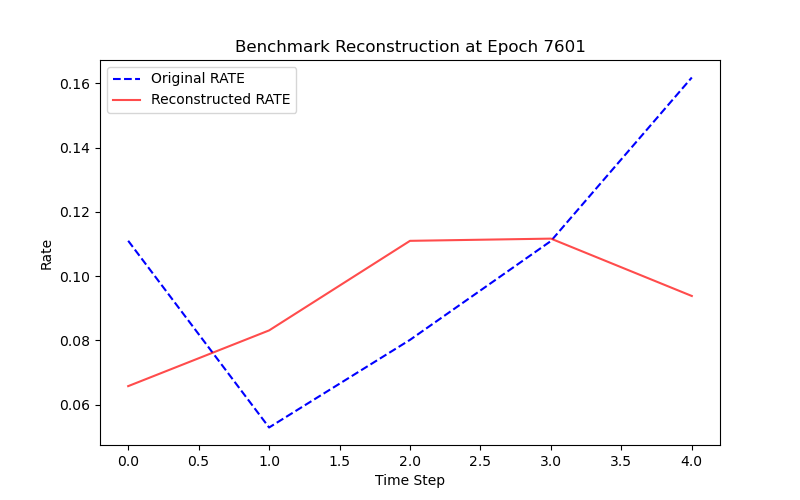 Benchmark Reconstruction at Epoch 7601
Original RATE
Reconstructed RATE
0.16
0.14
0.12
0.10
0.08
0.06
Rate
0.0 0.5 1.0 1.5 2.0 2.5 3.0 3.5 4.0
Time Step